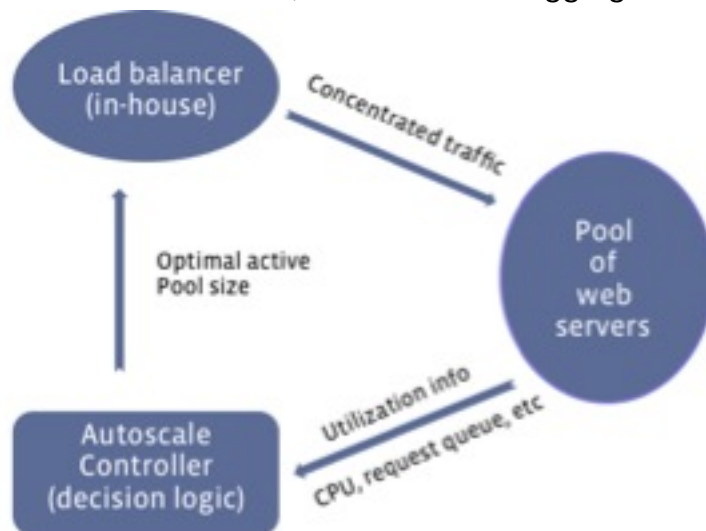 Load balancer
(in-house)
Concentrated traffic
Pool
of
web
servers
Optimal active
Pool size
Utilization info
CPU, request queue, etc
Autoscale
Controller
(decision logic)